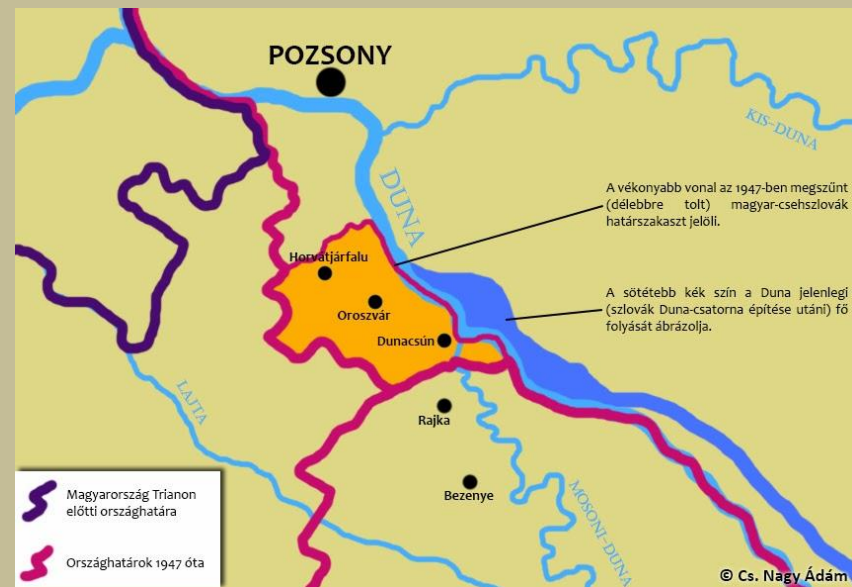 POZSONY
KIS-DUNA
DUNA
A vékonyabb vonal az 1947-ben megszűnt
(délebbre tolt) magyar-csehszlovák
határszakaszt jelöli.
Horvátjárfalu
Oroszvár
A sötétebb kék szín a Duna jelenlegi
(szlovák Duna-csatorna építése utáni) fő
folyását ábrázolja.
Dunacsún
LAJTA
Rajka
Bezenye
MOSONI-DUNA
Magyarország Trianon
előtti országhatára
Országhatárok 1947 óta
© Cs. Nagy Ádám